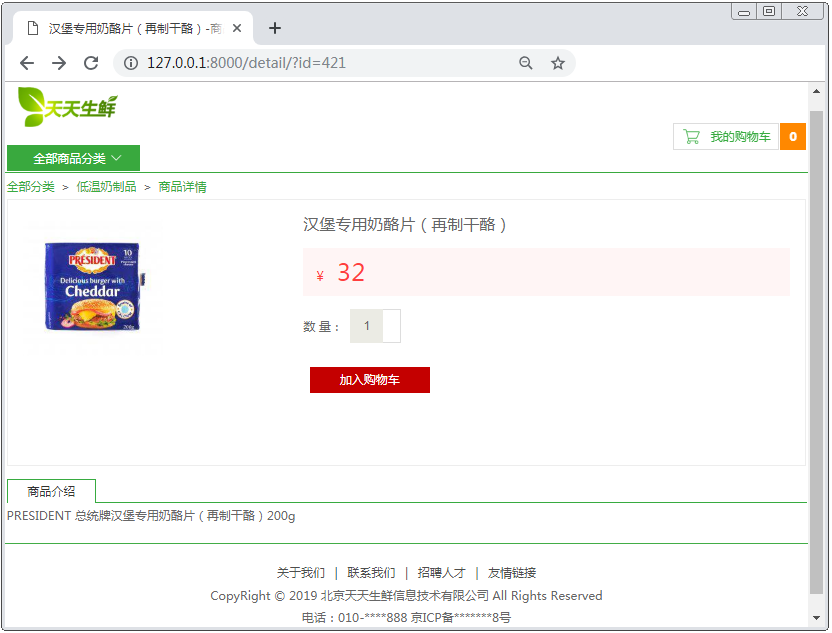 汉堡专用奶酪片（再制干酪）-商
127.0.0.1:8000/detail/?id=421
天天生鲜
我的购物车 0
全部商品分类
全部分类 > 低温奶制品 > 商品详情
汉堡专用奶酪片（再制干酪）
¥ 32
PRÉSIDENT
10
Delicious burger with
Cheddar
200g
数 量： 1
加入购物车
商品介绍
PRESIDENT 总统牌汉堡专用奶酪片（再制干酪）200g
关于我们 | 联系我们 | 招聘人才 | 友情链接
CopyRight © 2019 北京天天生鲜信息技术有限公司 All Rights Reserved
电话：010-****888 京ICP备*******8号